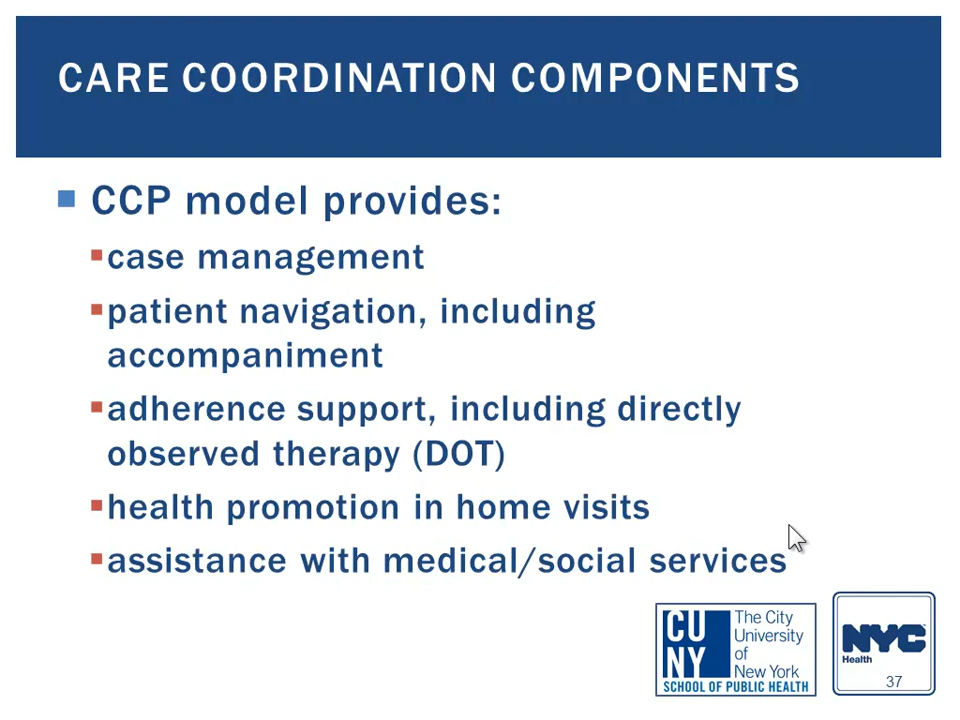 CARE COORDINATION COMPONENTS
CCP model provides:
case management
patient navigation, including
accompaniment
adherence support, including directly
observed therapy (DOT)
health promotion in home visits
assistance with medical/social services
CU
NY
The City
University
of
New York
SCHOOL OF PUBLIC HEALTH
NYC
Health
37